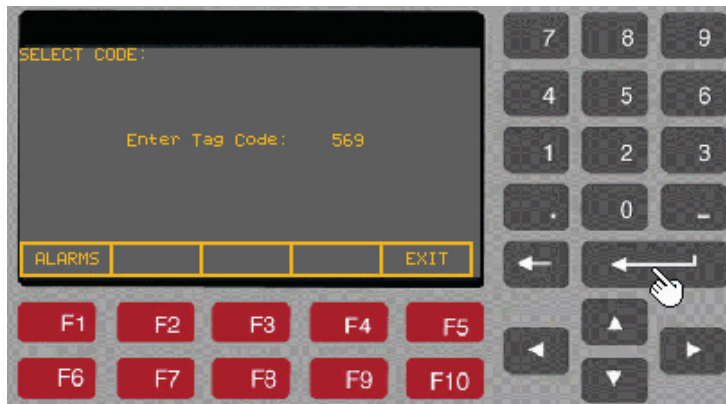 SELECT CODE:
Enter Tag Code: 569
ALARMS EXIT
F1 F2 F3 F4 F5
F6 F7 F8 F9 F10
7 8 9
4 5 6
1 2 3
. 0 -